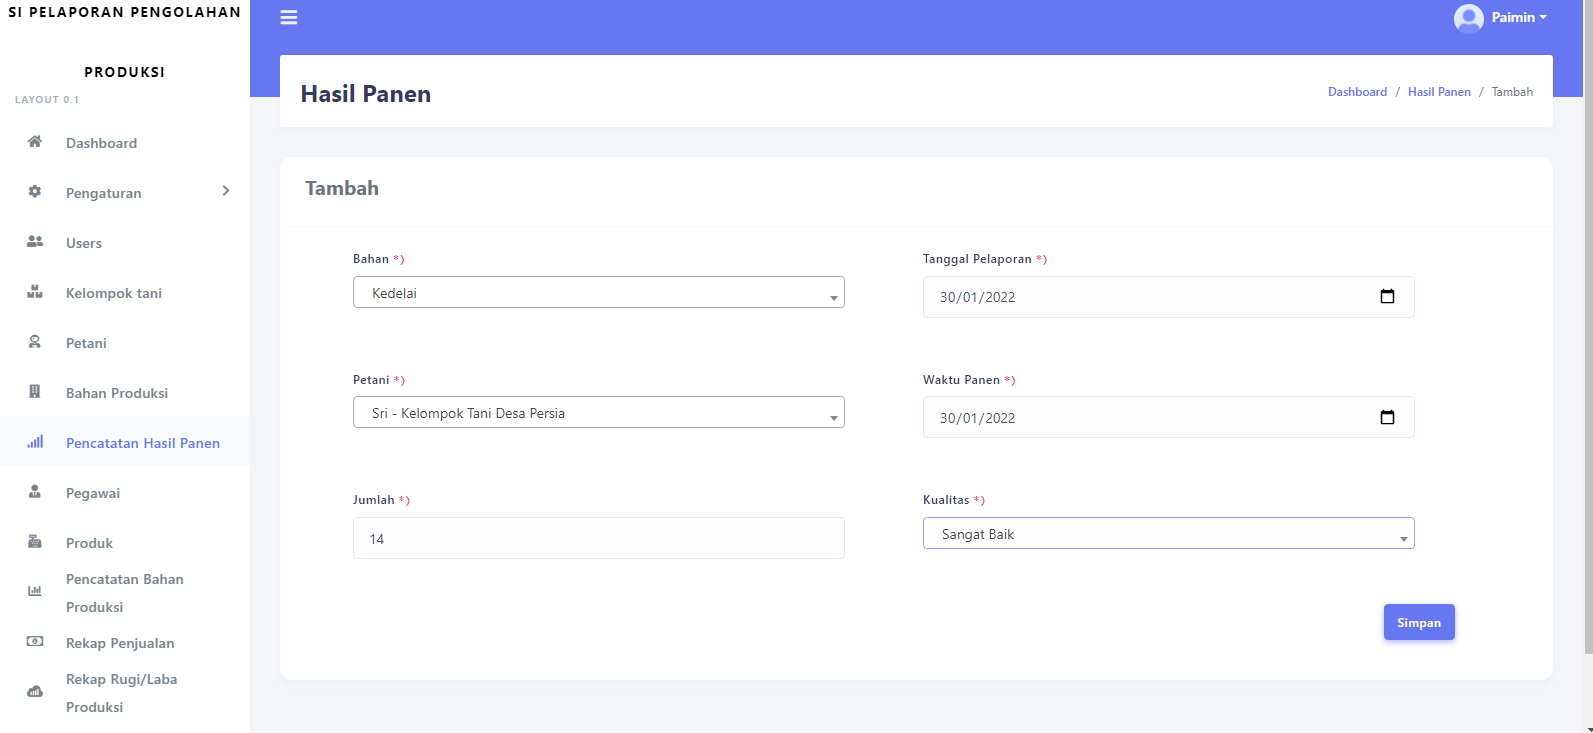 SI PELAPORAN PENGOLAHAN
PRODUKSI
LAYOUT 0.1
Dashboard
Pengaturan
Users
Kelompok tani
Petani
Bahan Produksi
Pencatatan Hasil Panen
Pegawai
Produk
Pencatatan Bahan
Produksi
Rekap Penjualan
Rekap Rugi/Laba
Produksi
Paimin
Hasil Panen
Dashboard / Hasil Panen / Tambah
Tambah
Bahan *)
Kedelai
Tanggal Pelaporan *)
30/01/2022
Petani *)
Sri - Kelompok Tani Desa Persia
Waktu Panen *)
30/01/2022
Jumlah *)
14
Kualitas *)
Sangat Baik
Simpan